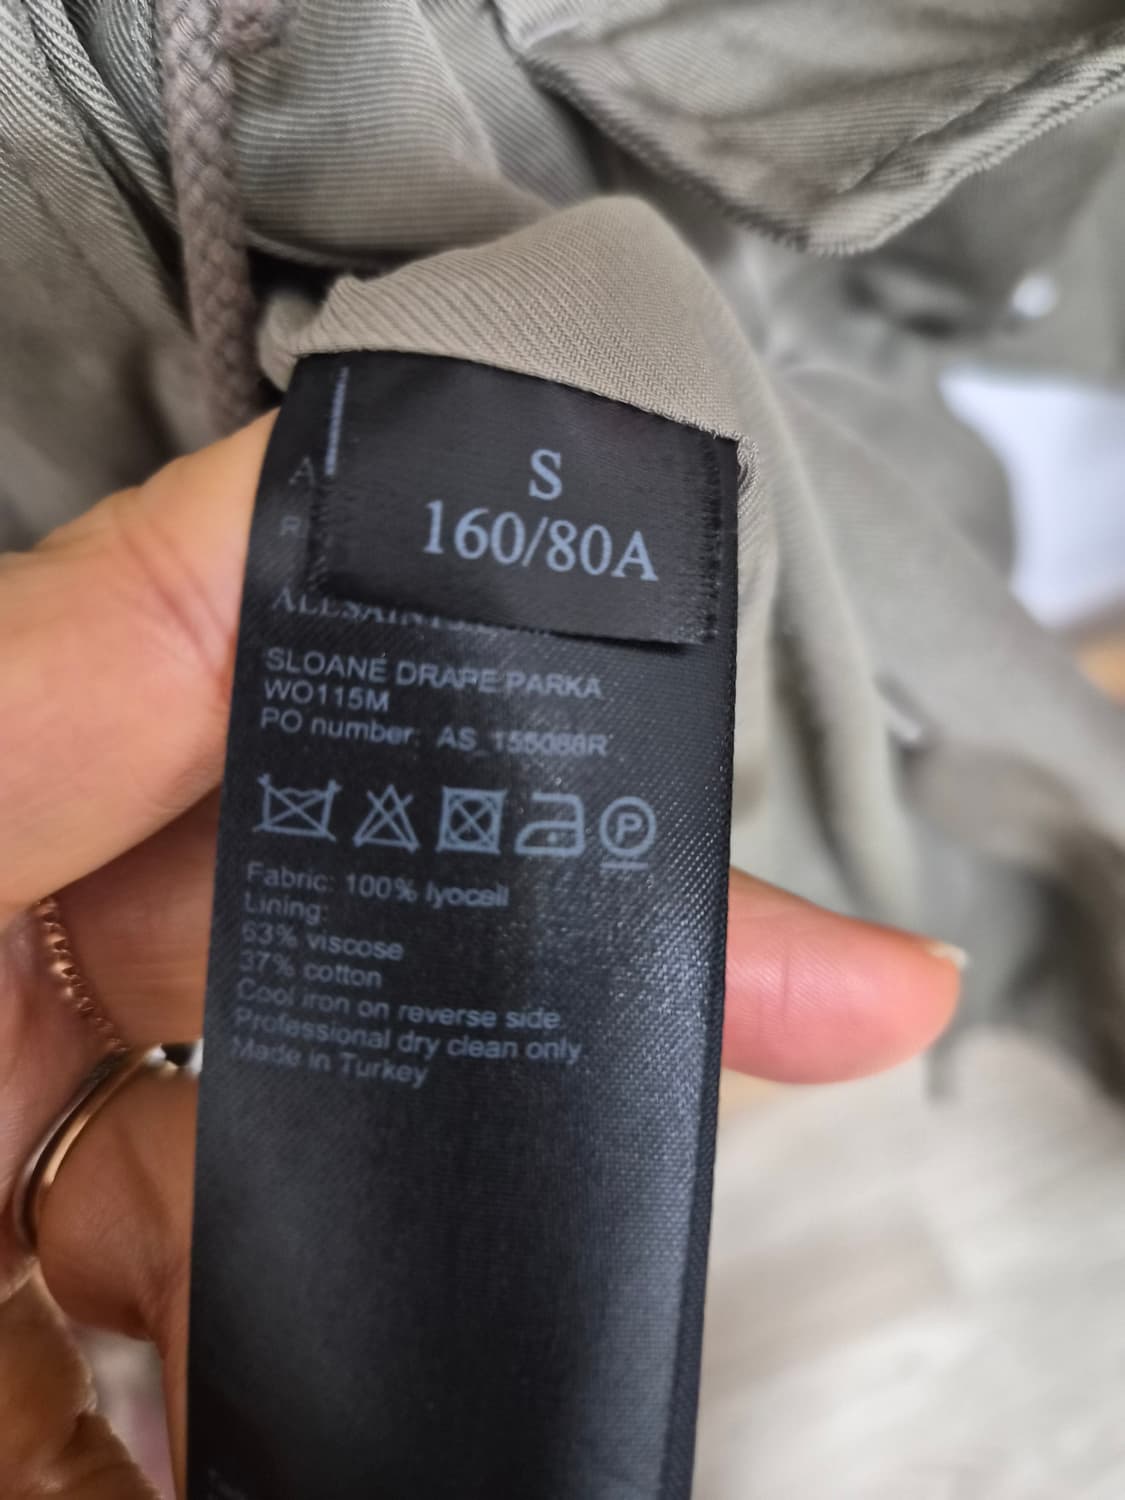 S
160/80A
SLOANE DRAPE PARKA
WO115M
PO number: AS_155088R
P
Fabric: 100% lyocell
Lining:
63% viscose
37% cotton
Cool iron on reverse side.
Professional dry clean only.
Made in Turkey